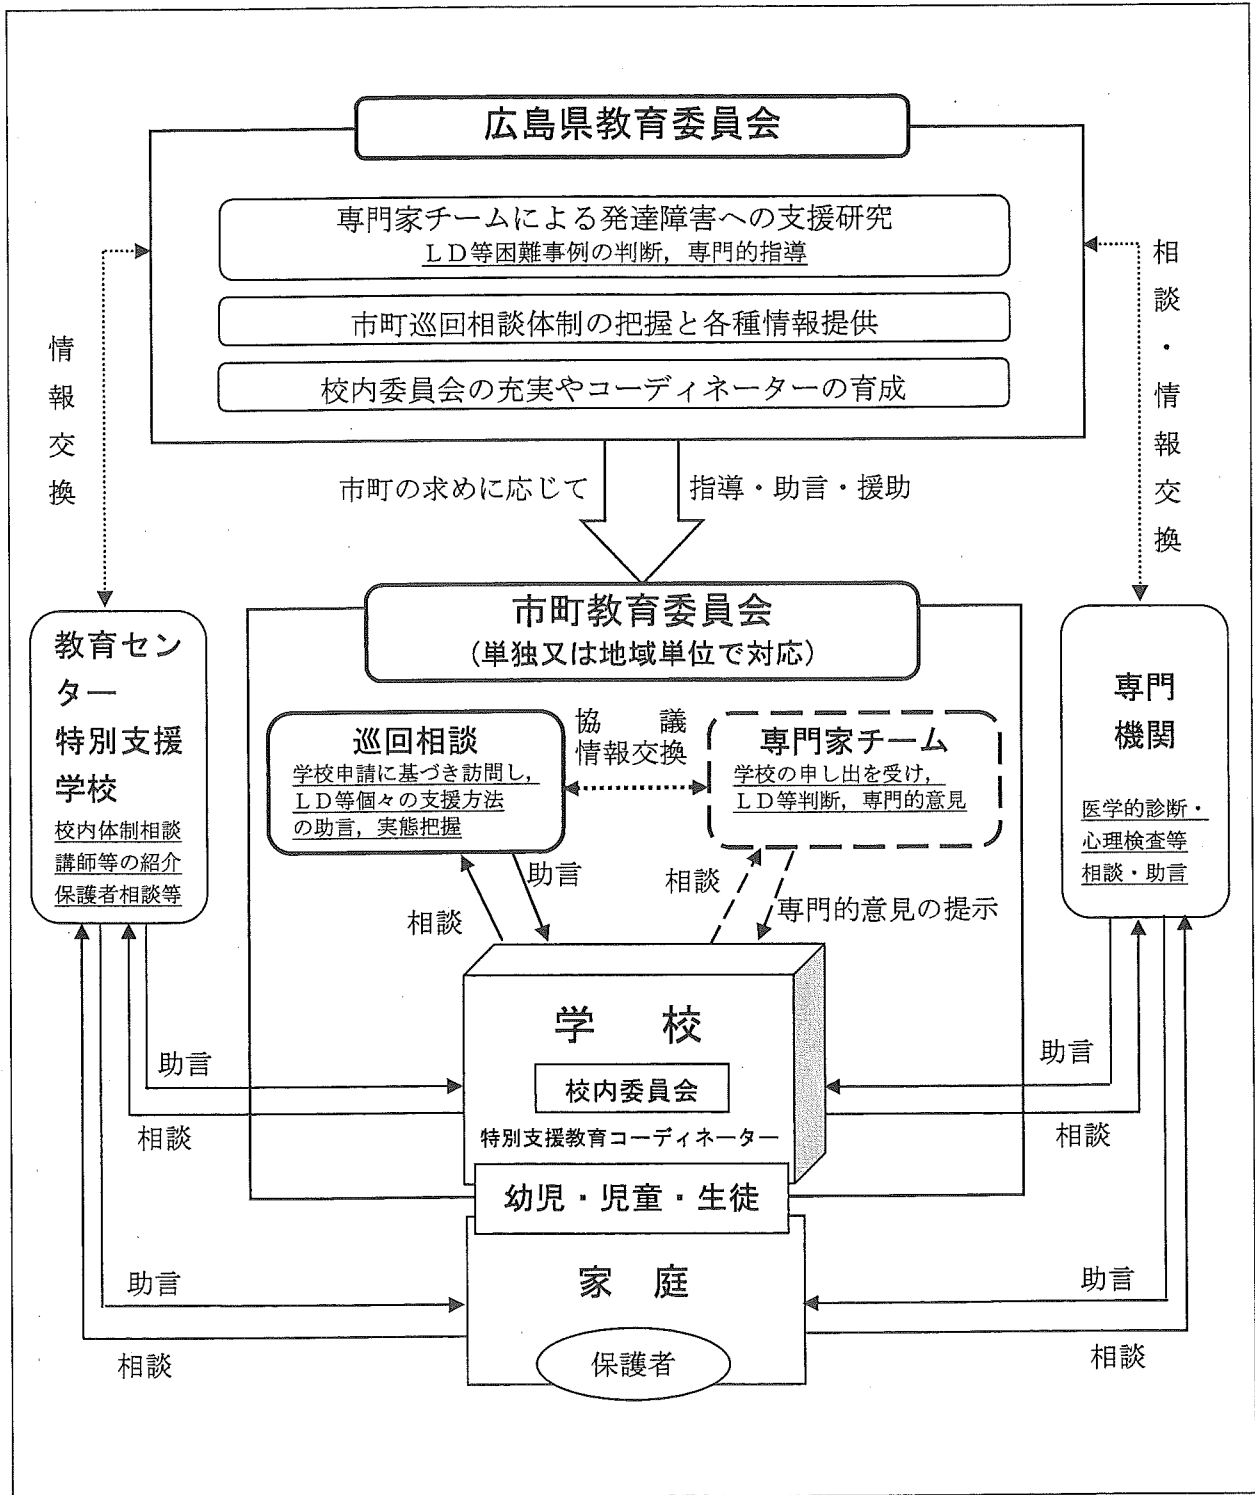 広島県教育委員会
専門家チームによる発達障害への支援研究
ＬＤ等困難事例の判断，専門的指導
市町巡回相談体制の把握と各種情報提供
校内委員会の充実やコーディネーターの育成
情報交換
相談・情報交換
市町の求めに応じて
指導・助言・援助
市町教育委員会
（単独又は地域単位で対応）
教育セン
ター
特別支援
学校
校内体制相談
講師等の紹介
保護者相談等
巡回相談
学校申請に基づき訪問し，
ＬＤ等個々の支援方法
の助言，実態把握
協　議
情報交換
専門家チーム
学校の申し出を受け，
ＬＤ等判断，専門的意見
専門
機関
医学的診断・
心理検査等
相談・助言
相談
助言
相談
専門的意見の提示
学　校
校内委員会
特別支援教育コーディネーター
助言
相談
助言
相談
幼児・児童・生徒
家　庭
保護者
助言
相談
助言
相談